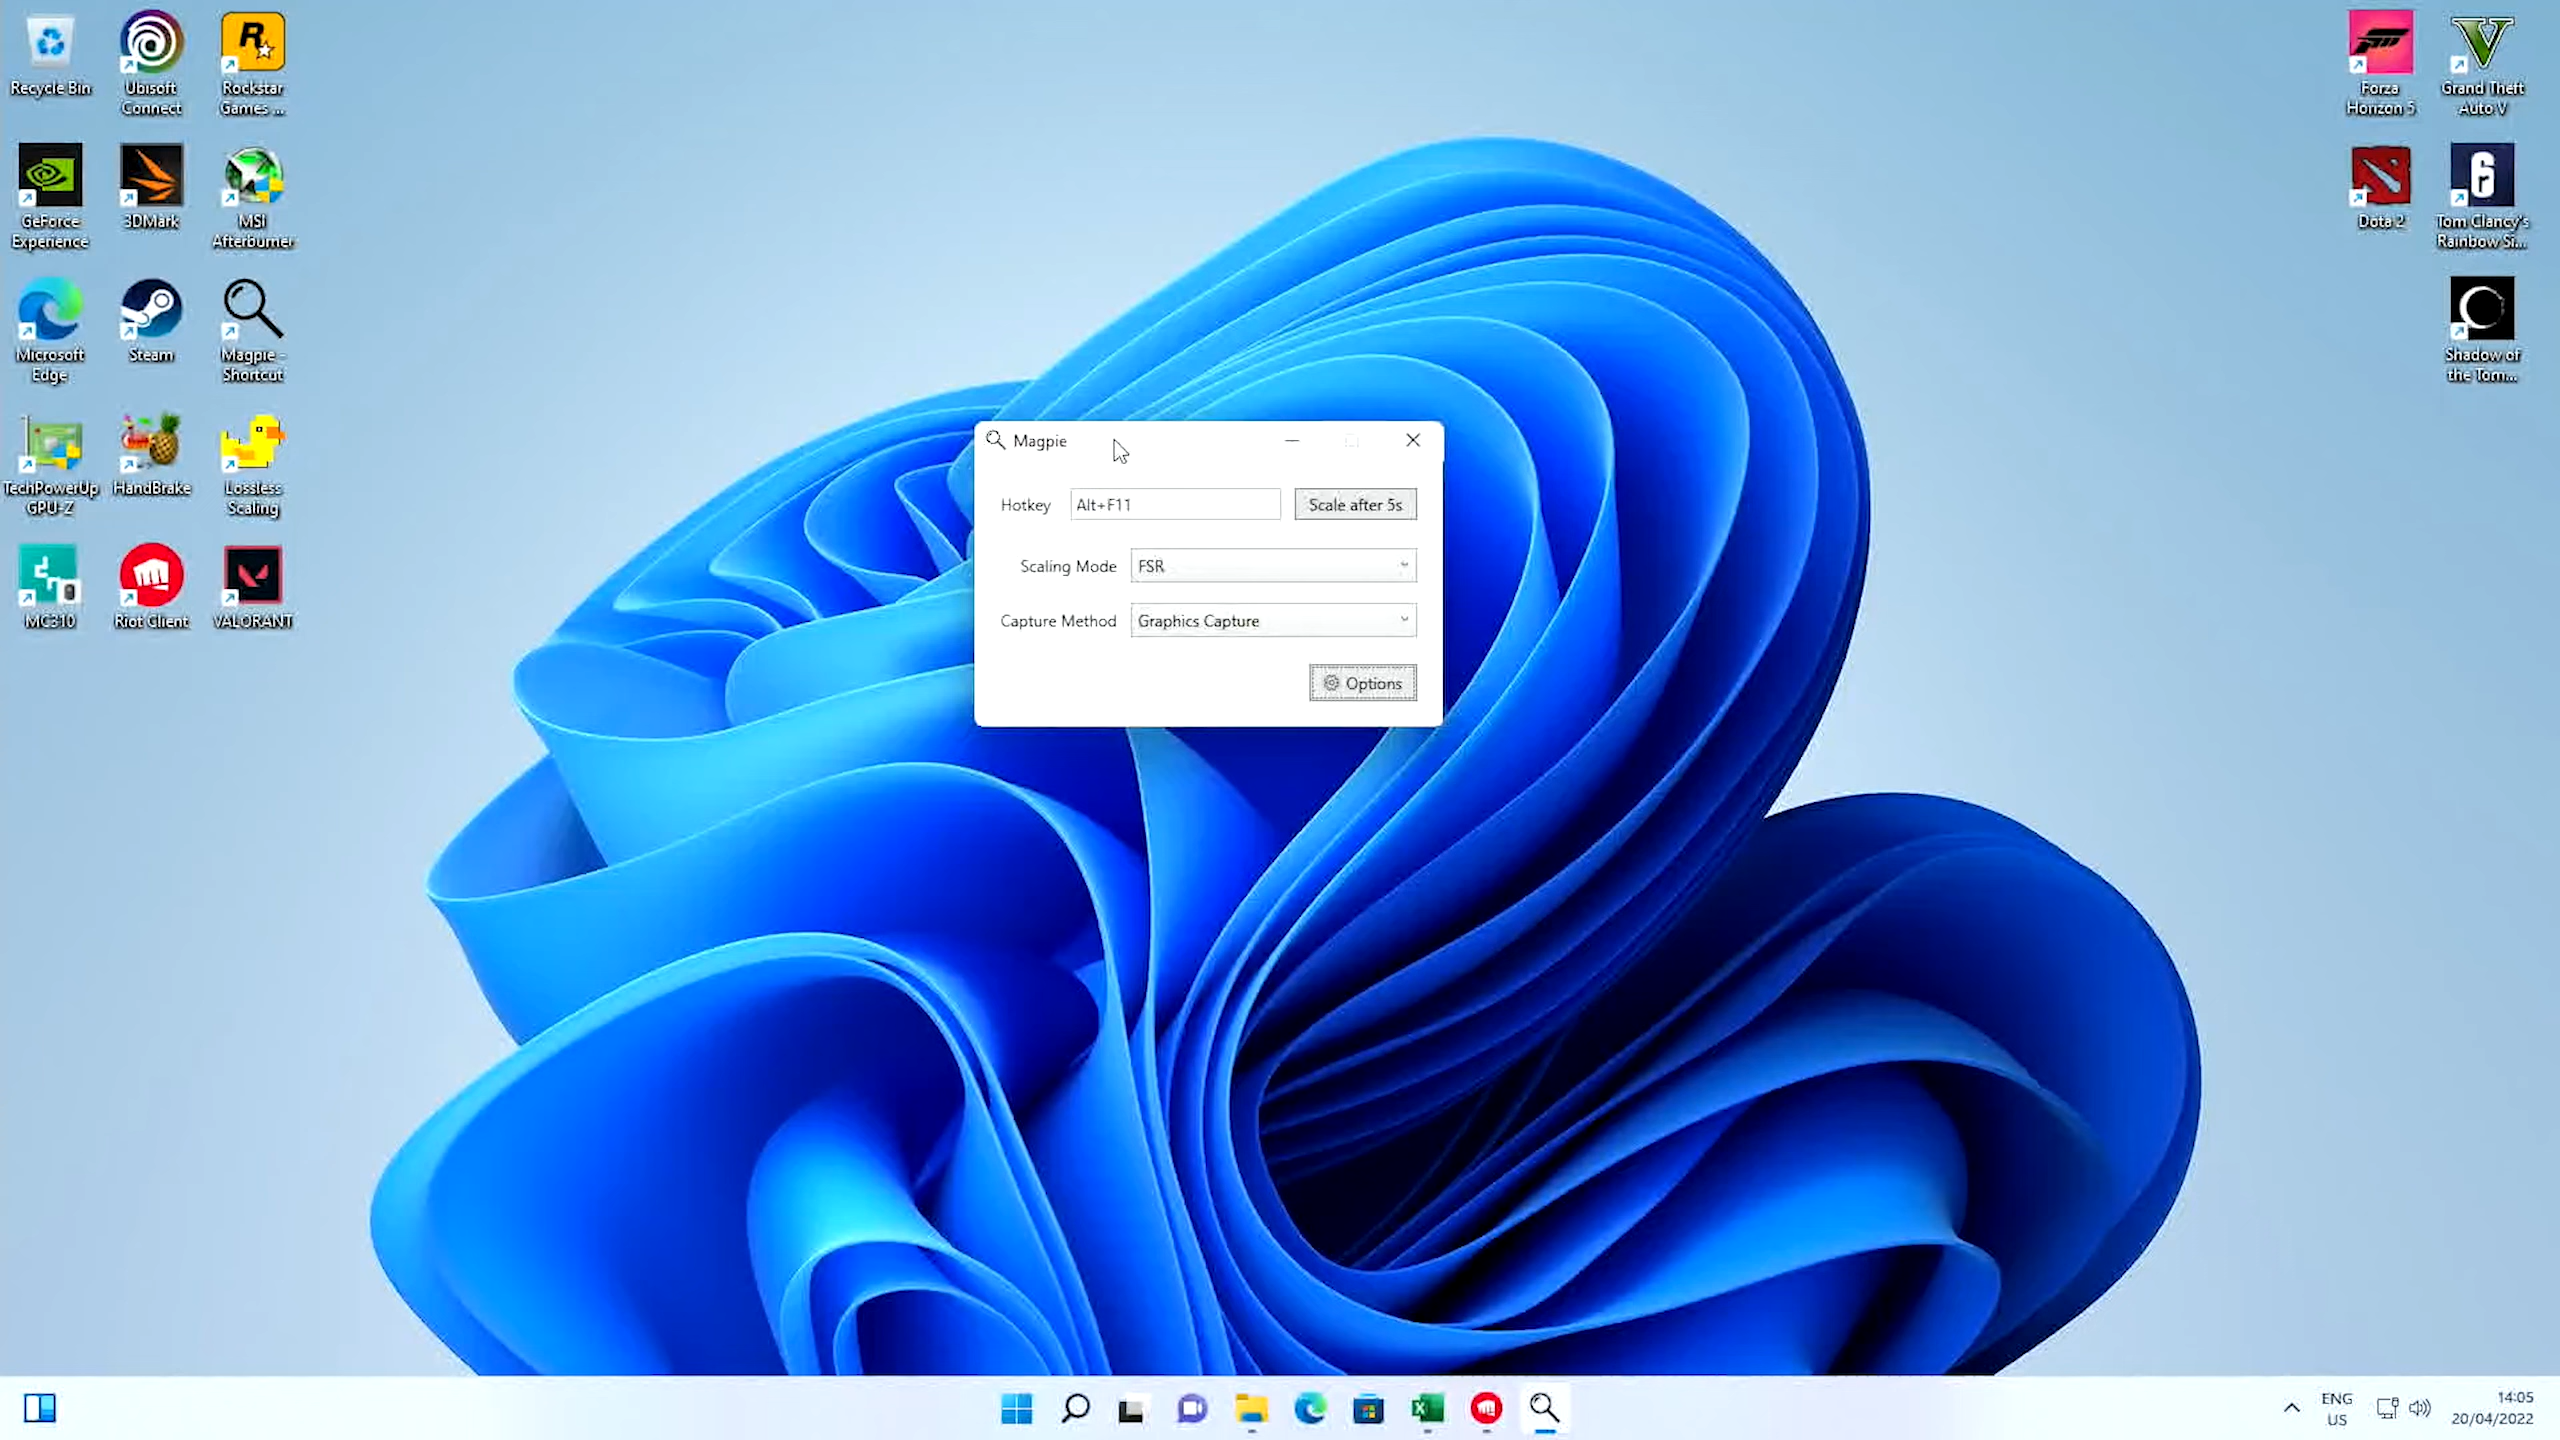 Recycle Bin
Ubisoft
Connect
Rockstar
Games ...
GeForce
Experience
3DMark
MSI
Afterburner
Microsoft
Edge
Steam
Magpie -
Shortcut
TechPowerUp
GPU-Z
HandBrake
Lossless
Scaling
MC310
Riot Client
VALORANT
Forza
Horizon 5
Grand Theft
Auto V
Dota 2
Tom Clancy's
Rainbow Si...
Shadow of
the Tom...
Magpie
Hotkey Alt+F11 Scale after 5s
Scaling Mode FSR
Capture Method Graphics Capture
Options
ENG
US
14:05
20/04/2022